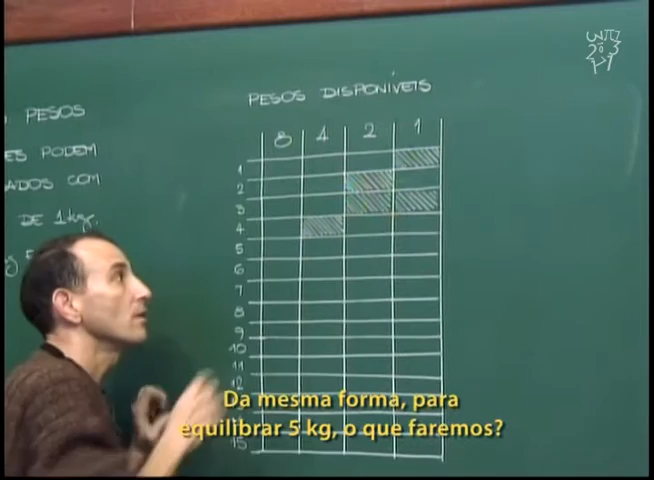 PESOS DISPONÍVEIS
8 4 2 1
PESOS
PODEM
COM
DE 1kg.
1
2
3
4
5
6
7
8
9
10
11
12
Da mesma forma, para
equilibrar 5 kg, o que faremos?
15